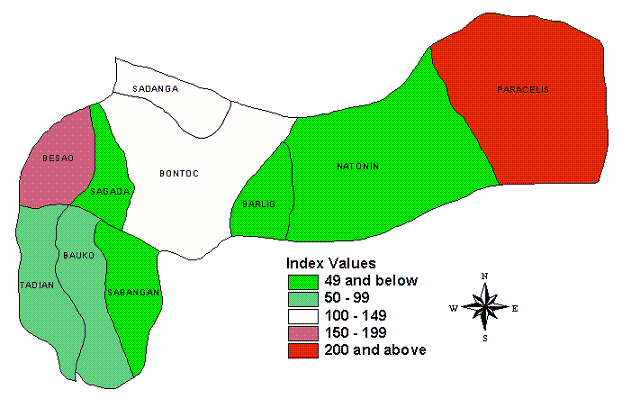 PARACELIS
SADANGA
BESAO
NATONIN
BONTOC
SAGADA
BARLIG
BAUKO
TADIAN
SABANGAN
Index Values
49 and below
50 - 99
100 - 149
150 - 199
200 and above
N
W E
S